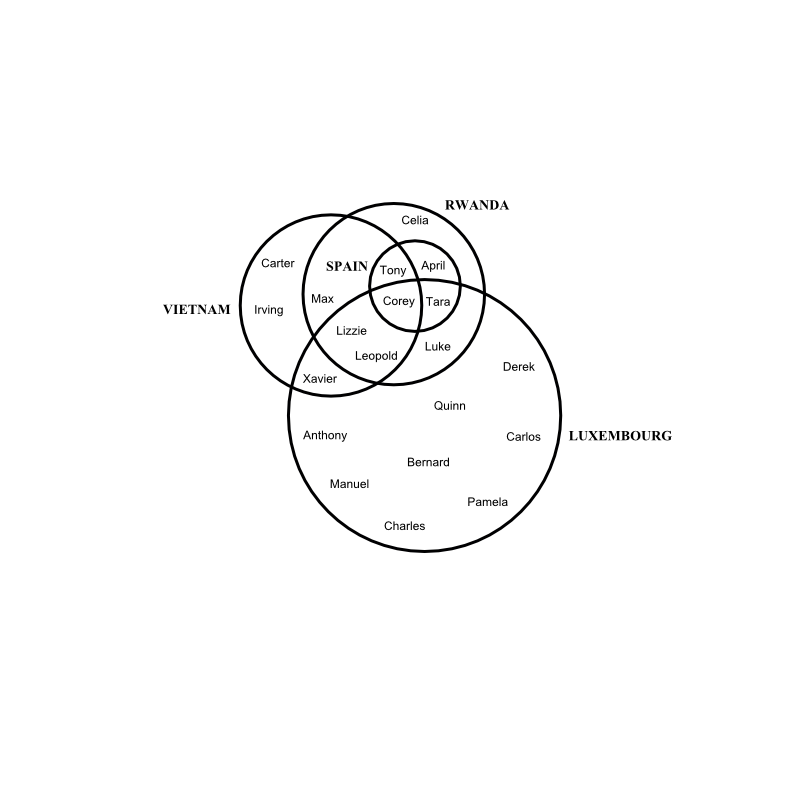 RWANDA
Celia
Carter
SPAIN
Tony
April
VIETNAM
Irving
Max
Corey
Tara
Lizzie
Leopold
Luke
Xavier
Derek
Quinn
Anthony
Carlos
LUXEMBOURG
Bernard
Manuel
Pamela
Charles